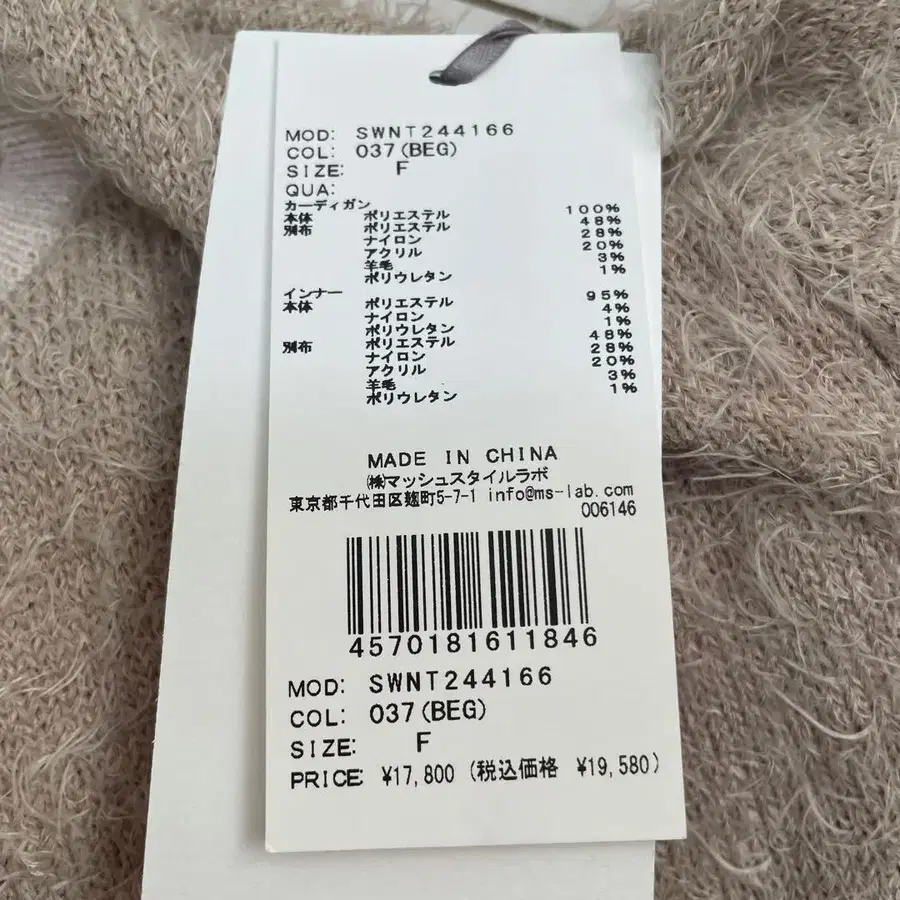 MOD: SWNT244166
COL: 037(BEG)
SIZE: F
QUA:
カーディガン
本体 ポリエステル 100%
別布 ポリエステル 48%
ナイロン 28%
アクリル 20%
羊毛 3%
ポリウレタン 1%
インナー
本体 ポリエステル 95%
ナイロン 4%
ポリウレタン 1%
別布 ポリエステル 48%
ナイロン 28%
アクリル 20%
羊毛 3%
ポリウレタン 1%
MADE IN CHINA
㈱マッシュスタイルラボ
東京都千代田区麹町5-7-1 info@ms-lab.com
006146
4570181611846
MOD: SWNT244166
COL: 037(BEG)
SIZE: F
PRICE: ¥17,800 (税込価格 ¥19,580)